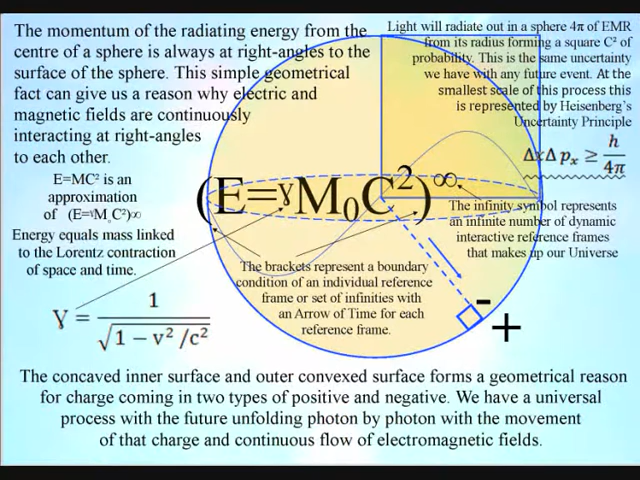 The momentum of the radiating energy from the
centre of a sphere is always at right-angles to the
surface of the sphere. This simple geometrical
fact can give us a reason why electric and
magnetic fields are continuously
interacting at right-angles
to each other.
Light will radiate out in a sphere 4π of EMR
from its radius forming a square C² of
probability. This is the same uncertainty
we have with any future event. At the
smallest scale of this process this
is represented by Heisenberg's
Uncertainty Principle
Δx Δ pₓ ≥ h/4π
E=MC² is an
approximation
of (E=ɣM₀C²)∞
Energy equals mass linked
to the Lorentz contraction
of space and time.
(E=ɣM₀C²)∞
The infinity symbol represents
an infinite number of dynamic
interactive reference frames
that makes up our Universe
The brackets represent a boundary
condition of an individual reference
frame or set of infinities with
an Arrow of Time for each
reference frame.
Ɣ = 1/√(1 − v²/c²)
-
+
The concaved inner surface and outer convexed surface forms a geometrical reason
for charge coming in two types of positive and negative. We have a universal
process with the future unfolding photon by photon with the movement
of that charge and continuous flow of electromagnetic fields.